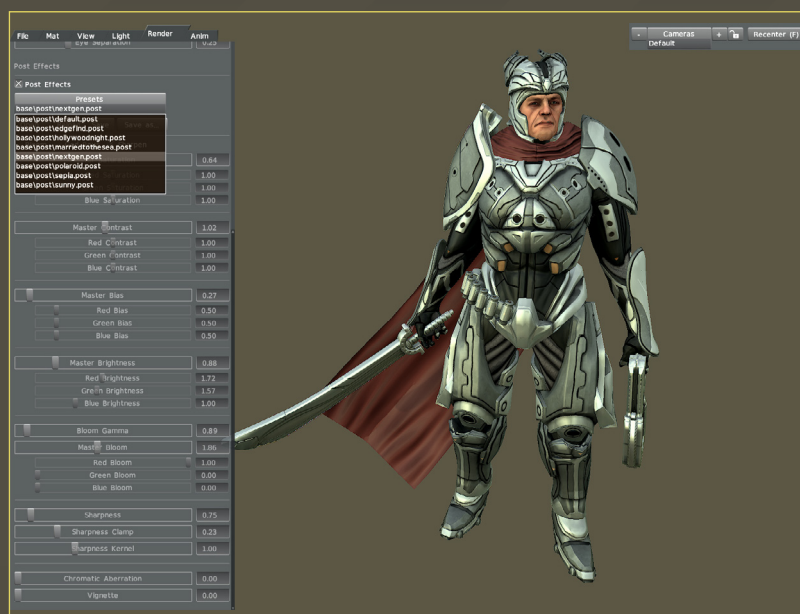 File Mat View Light Render Anim
- Cameras + Recenter (F)
Default
Eye Separation 0.25
Post Effects
Post Effects
Presets
base\post\nextgen.post
base\post\default.post
base\post\edgefind.post
base\post\hollywoodnight.post
base\post\marriedtothesea.post
base\post\nextgen.post
base\post\polaroid.post
base\post\sepia.post
base\post\sunny.post
0.64
1.00
1.00
Blue Saturation 1.00
Master Contrast 1.02
Red Contrast 1.00
Green Contrast 1.00
Blue Contrast 1.00
Master Bias 0.27
Red Bias 0.50
Green Bias 0.50
Blue Bias 0.50
Master Brightness 0.88
Red Brightness 1.72
Green Brightness 1.57
Blue Brightness 1.00
Bloom Gamma 0.89
Master Bloom 1.86
Red Bloom 1.00
Green Bloom 0.00
Blue Bloom 0.00
Sharpness 0.75
Sharpness Clamp 0.23
Sharpness Kernel 1.00
Chromatic Aberration 0.00
Vignette 0.00